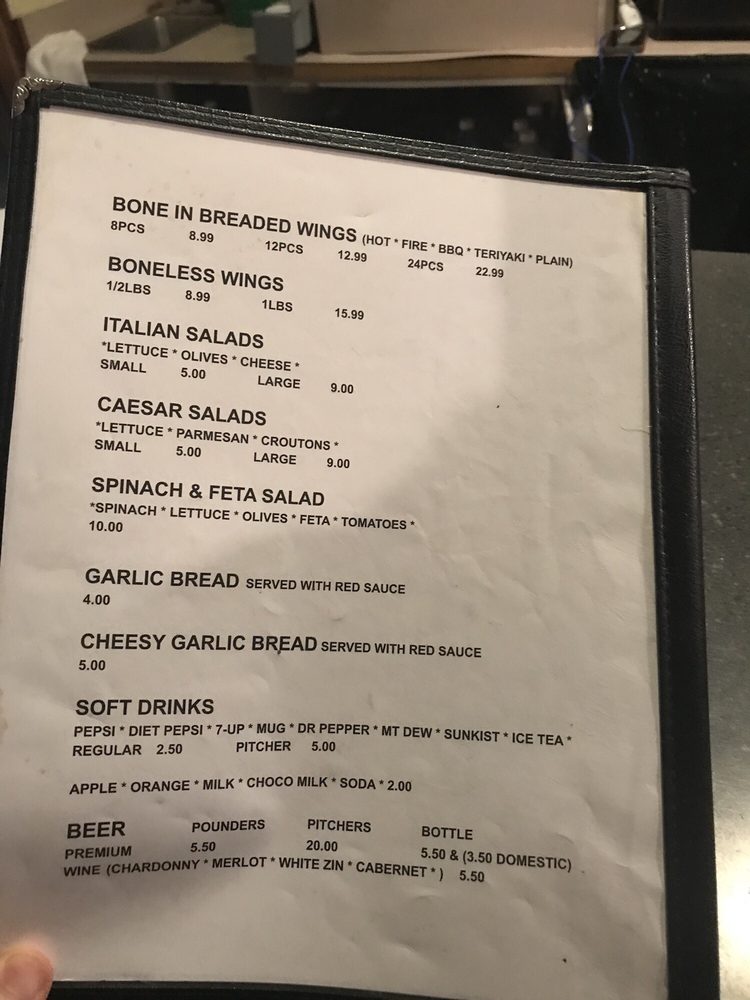 BONE IN BREADED WINGS (HOT * FIRE * BBQ * TERIYAKI * PLAIN)
8PCS 8.99 12PCS 12.99 24PCS 22.99
BONELESS WINGS
1/2LBS 8.99 1LBS 15.99
ITALIAN SALADS
*LETTUCE * OLIVES * CHEESE *
SMALL 5.00 LARGE 9.00
CAESAR SALADS
*LETTUCE * PARMESAN * CROUTONS *
SMALL 5.00 LARGE 9.00
SPINACH & FETA SALAD
*SPINACH * LETTUCE * OLIVES * FETA * TOMATOES *
10.00
GARLIC BREAD SERVED WITH RED SAUCE
4.00
CHEESY GARLIC BREAD SERVED WITH RED SAUCE
5.00
SOFT DRINKS
PEPSI * DIET PEPSI * 7-UP * MUG * DR PEPPER * MT DEW * SUNKIST * ICE TEA *
REGULAR 2.50 PITCHER 5.00
APPLE * ORANGE * MILK * CHOCO MILK * SODA * 2.00
BEER POUNDERS PITCHERS BOTTLE
PREMIUM 5.50 20.00 5.50 & (3.50 DOMESTIC)
WINE (CHARDONNY * MERLOT * WHITE ZIN * CABERNET * ) 5.50